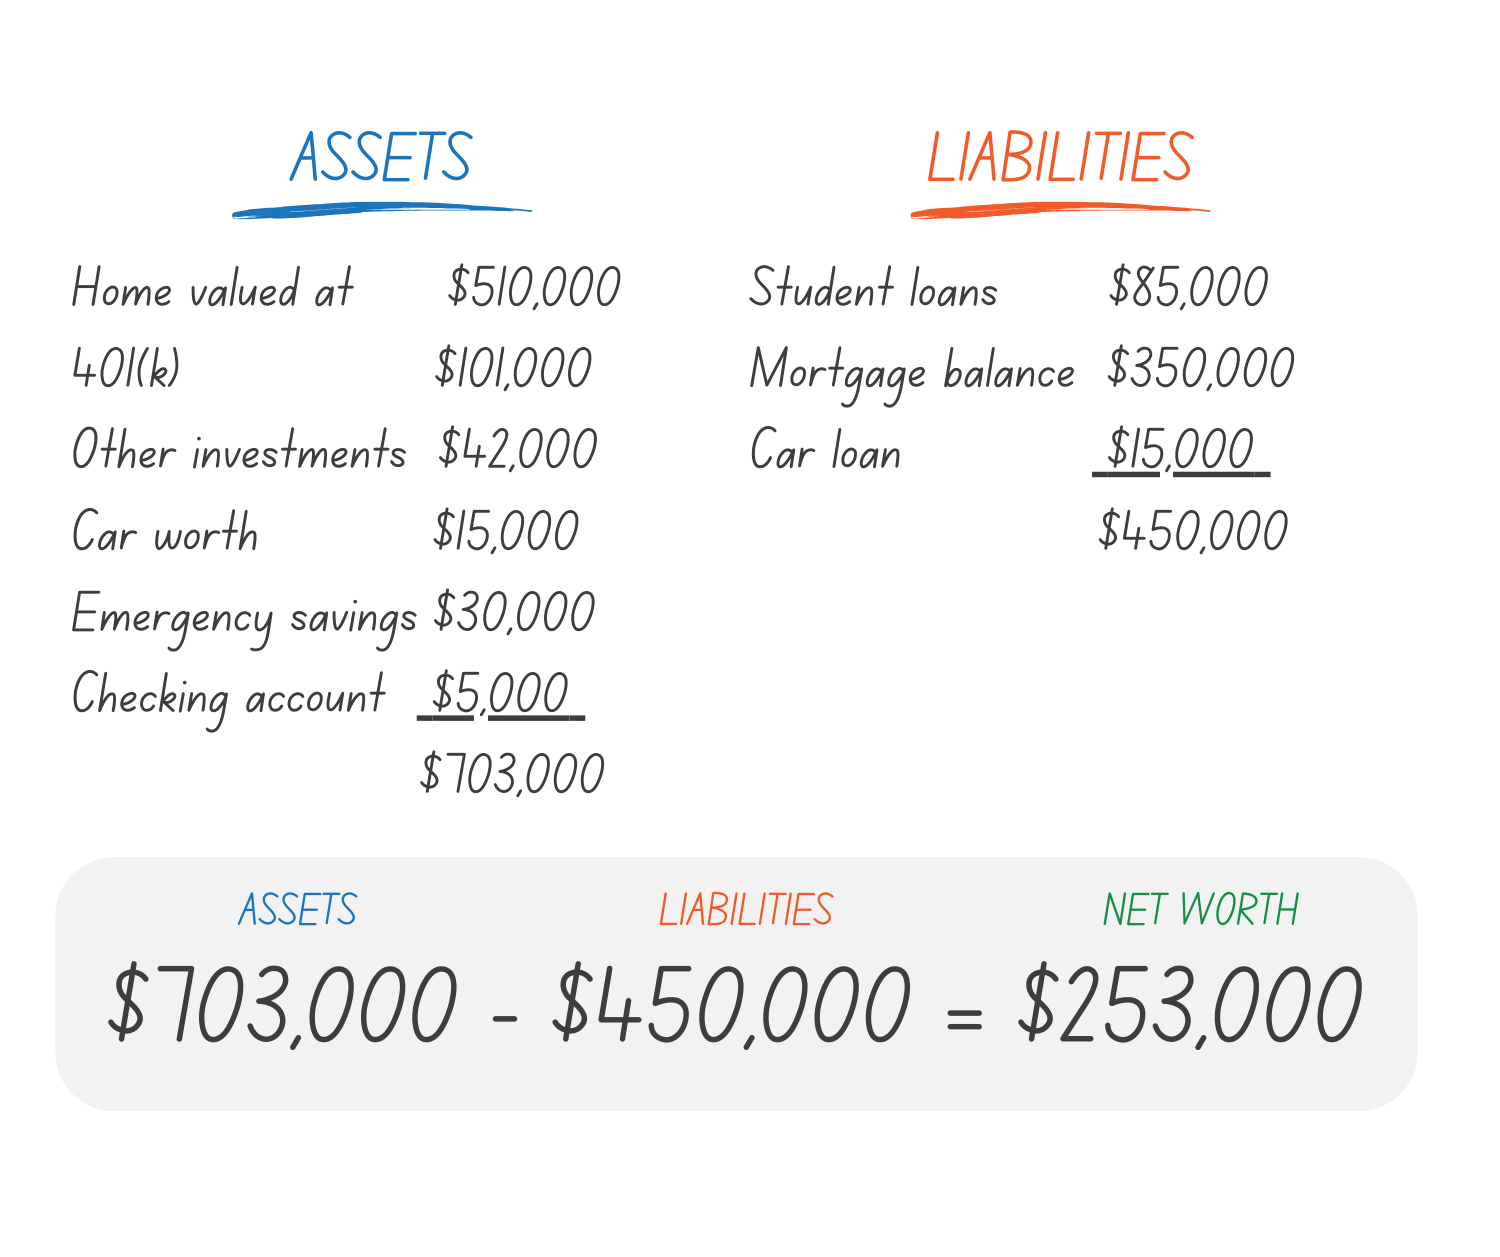 ASSETS
Home valued at $510,000
401(k) $101,000
Other investments $42,000
Car worth $15,000
Emergency savings $30,000
Checking account $5,000
$703,000
LIABILITIES
Student loans $85,000
Mortgage balance $350,000
Car loan $15,000
$450,000
ASSETS LIABILITIES NET WORTH
$703,000 - $450,000 = $253,000